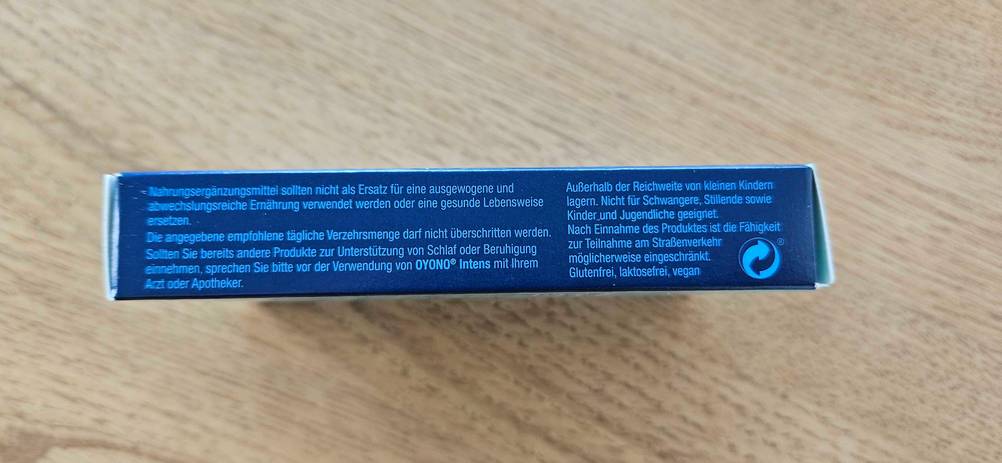 Nahrungsergänzungsmittel sollten nicht als Ersatz für eine ausgewogene und
abwechslungsreiche Ernährung verwendet werden oder eine gesunde Lebensweise
ersetzen.
Die angegebene empfohlene tägliche Verzehrsmenge darf nicht überschritten werden.
Sollten Sie bereits andere Produkte zur Unterstützung von Schlaf oder Beruhigung
einnehmen, sprechen Sie bitte vor der Verwendung von OYONO® Intens mit Ihrem
Arzt oder Apotheker.
Außerhalb der Reichweite von kleinen Kindern
lagern. Nicht für Schwangere, Stillende sowie
Kinder und Jugendliche geeignet.
Nach Einnahme des Produktes ist die Fähigkeit
zur Teilnahme am Straßenverkehr
möglicherweise eingeschränkt.
Glutenfrei, laktosefrei, vegan
®